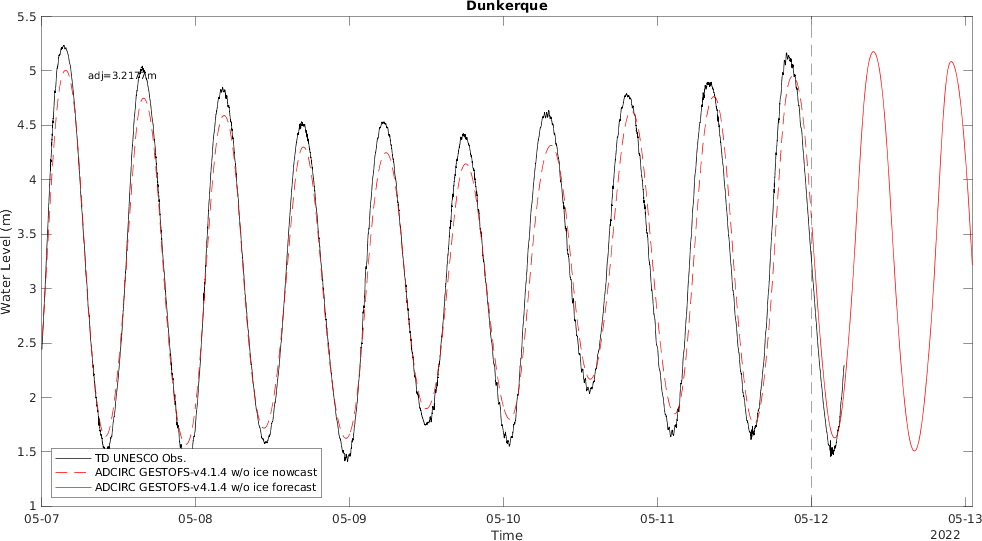 Dunkerque
5.5
5
4.5
4
3.5
3
2.5
2
1.5
1
Water Level (m)
adj=3.2177m
TD UNESCO Obs.
ADCIRC GESTOFS-v4.1.4 w/o ice nowcast
ADCIRC GESTOFS-v4.1.4 w/o ice forecast
05-07 05-08 05-09 05-10 05-11 05-12 05-13
Time
2022